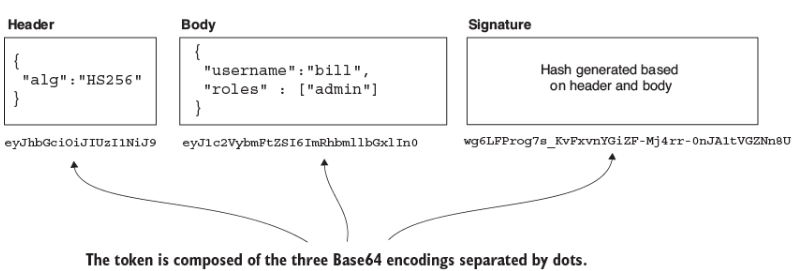 Header
Body
Signature
{
"alg":"HS256"
}
{
"username":"bill",
"roles" : ["admin"]
}
Hash generated based
on header and body
eyJhbGciOiJIUzI1NiJ9
eyJ1c2VybmFtZSI6ImRhbmllbGxlIn0
wg6LFProg7s_KvFxvnYGiZF-Mj4rr-0nJA1tVGZNn8U
The token is composed of the three Base64 encodings separated by dots.